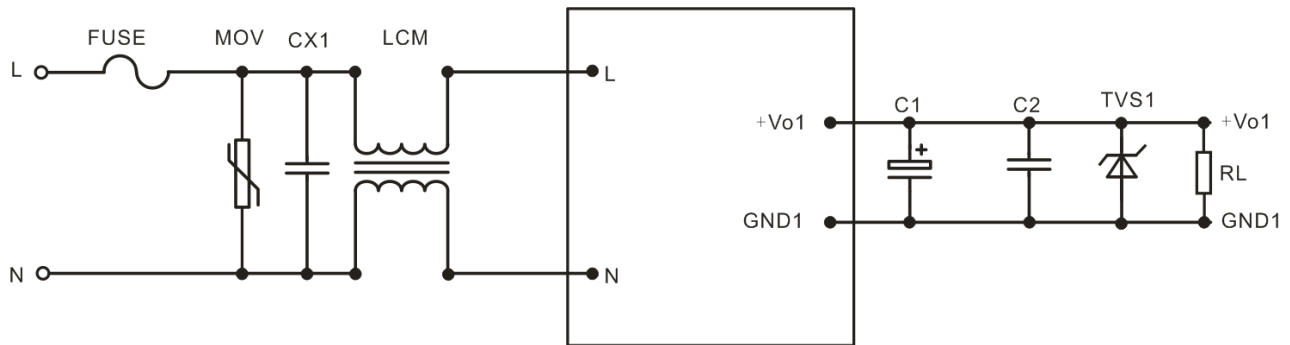 FUSE MOV CX1 LCM
L L
+Vo1 C1 C2 TVS1 +Vo1
+
RL
GND1 GND1
N N